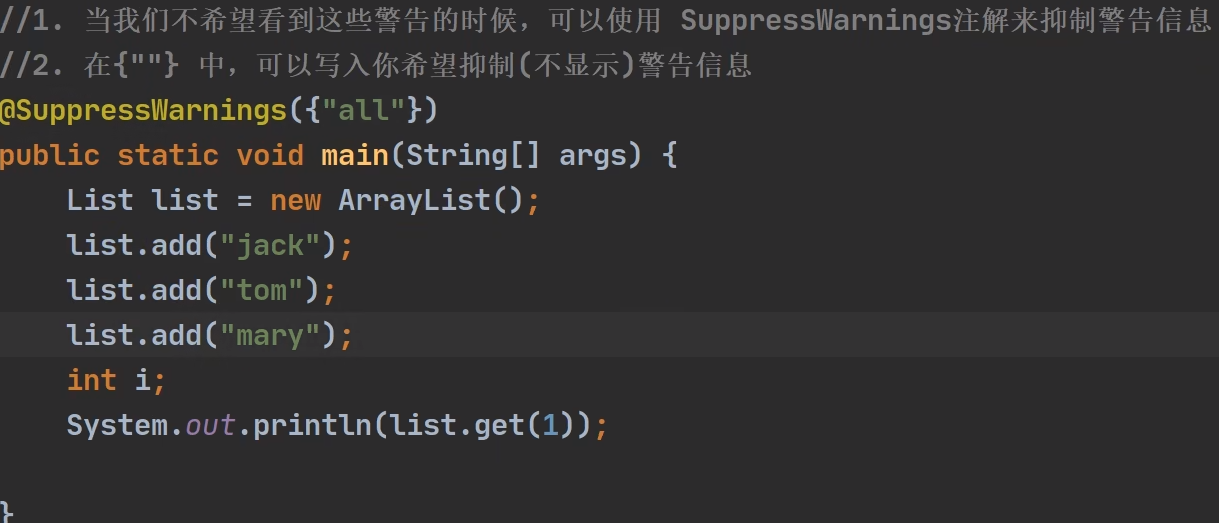 //1. 当我们不希望看到这些警告的时候，可以使用 SuppressWarnings注解来抑制警告信息
//2. 在{""} 中，可以写入你希望抑制(不显示)警告信息
@SuppressWarnings({"all"})
public static void main(String[] args) {
    List list = new ArrayList();
    list.add("jack");
    list.add("tom");
    list.add("mary");
    int i;
    System.out.println(list.get(1));
}